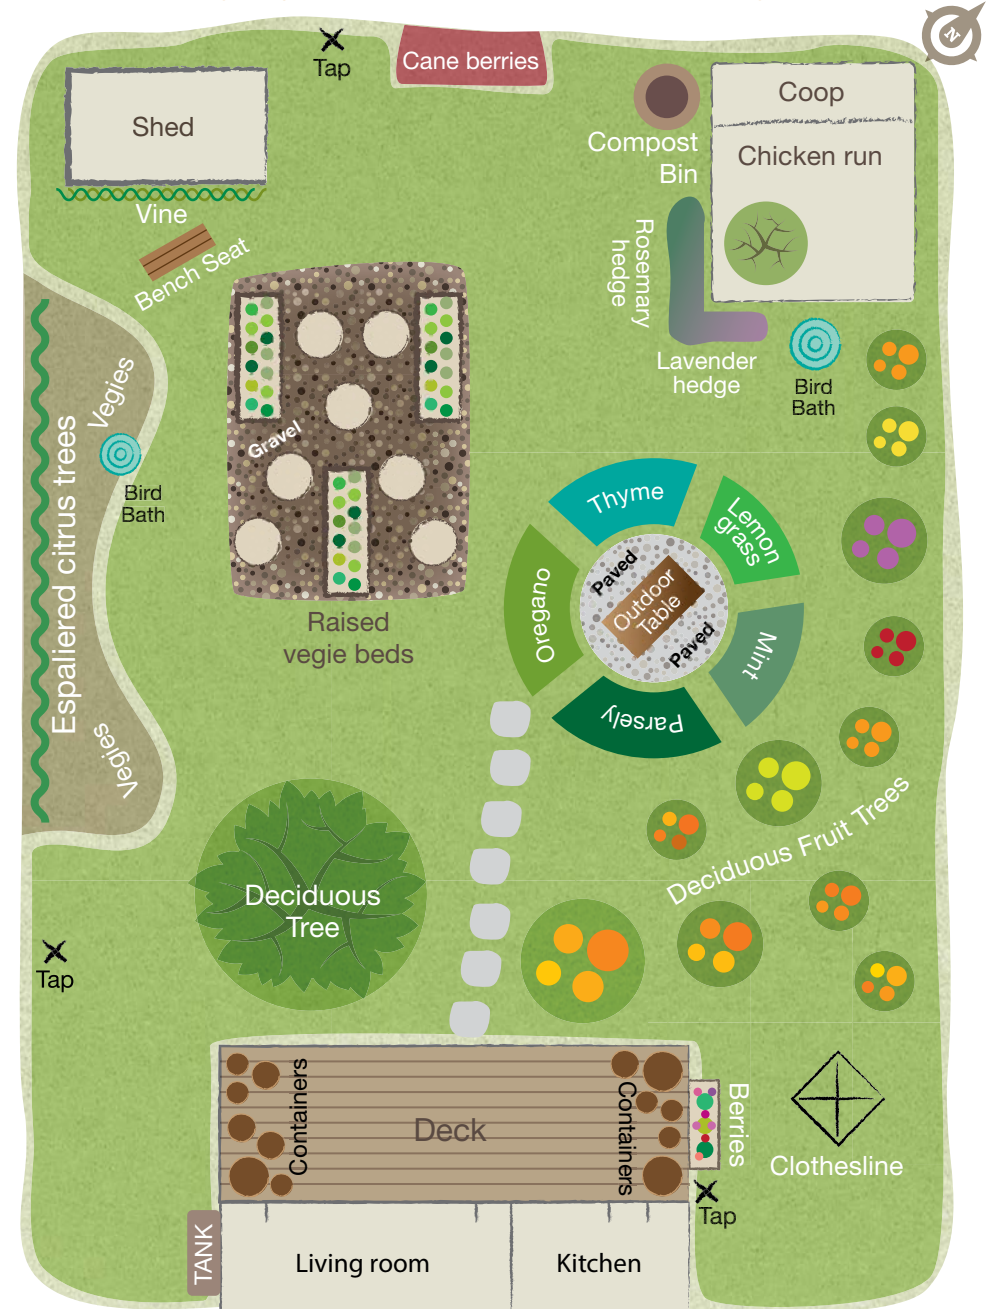 N
Tap
Cane berries
Shed
Coop
Chicken run
Compost
Bin
Vine
Bench Seat
Rosemary
hedge
Lavender
hedge
Bird
Bath
Vegies
Gravel
Bird
Bath
Espaliered citrus trees
Vegies
Raised
vegie beds
Thyme
Lemon
grass
Oregano
Paved
Outdoor
Table
Paved
Mint
Parsely
Deciduous Fruit Trees
Deciduous
Tree
Tap
Containers
Deck
Containers
Berries
Clothesline
Tap
TANK
Living room
Kitchen